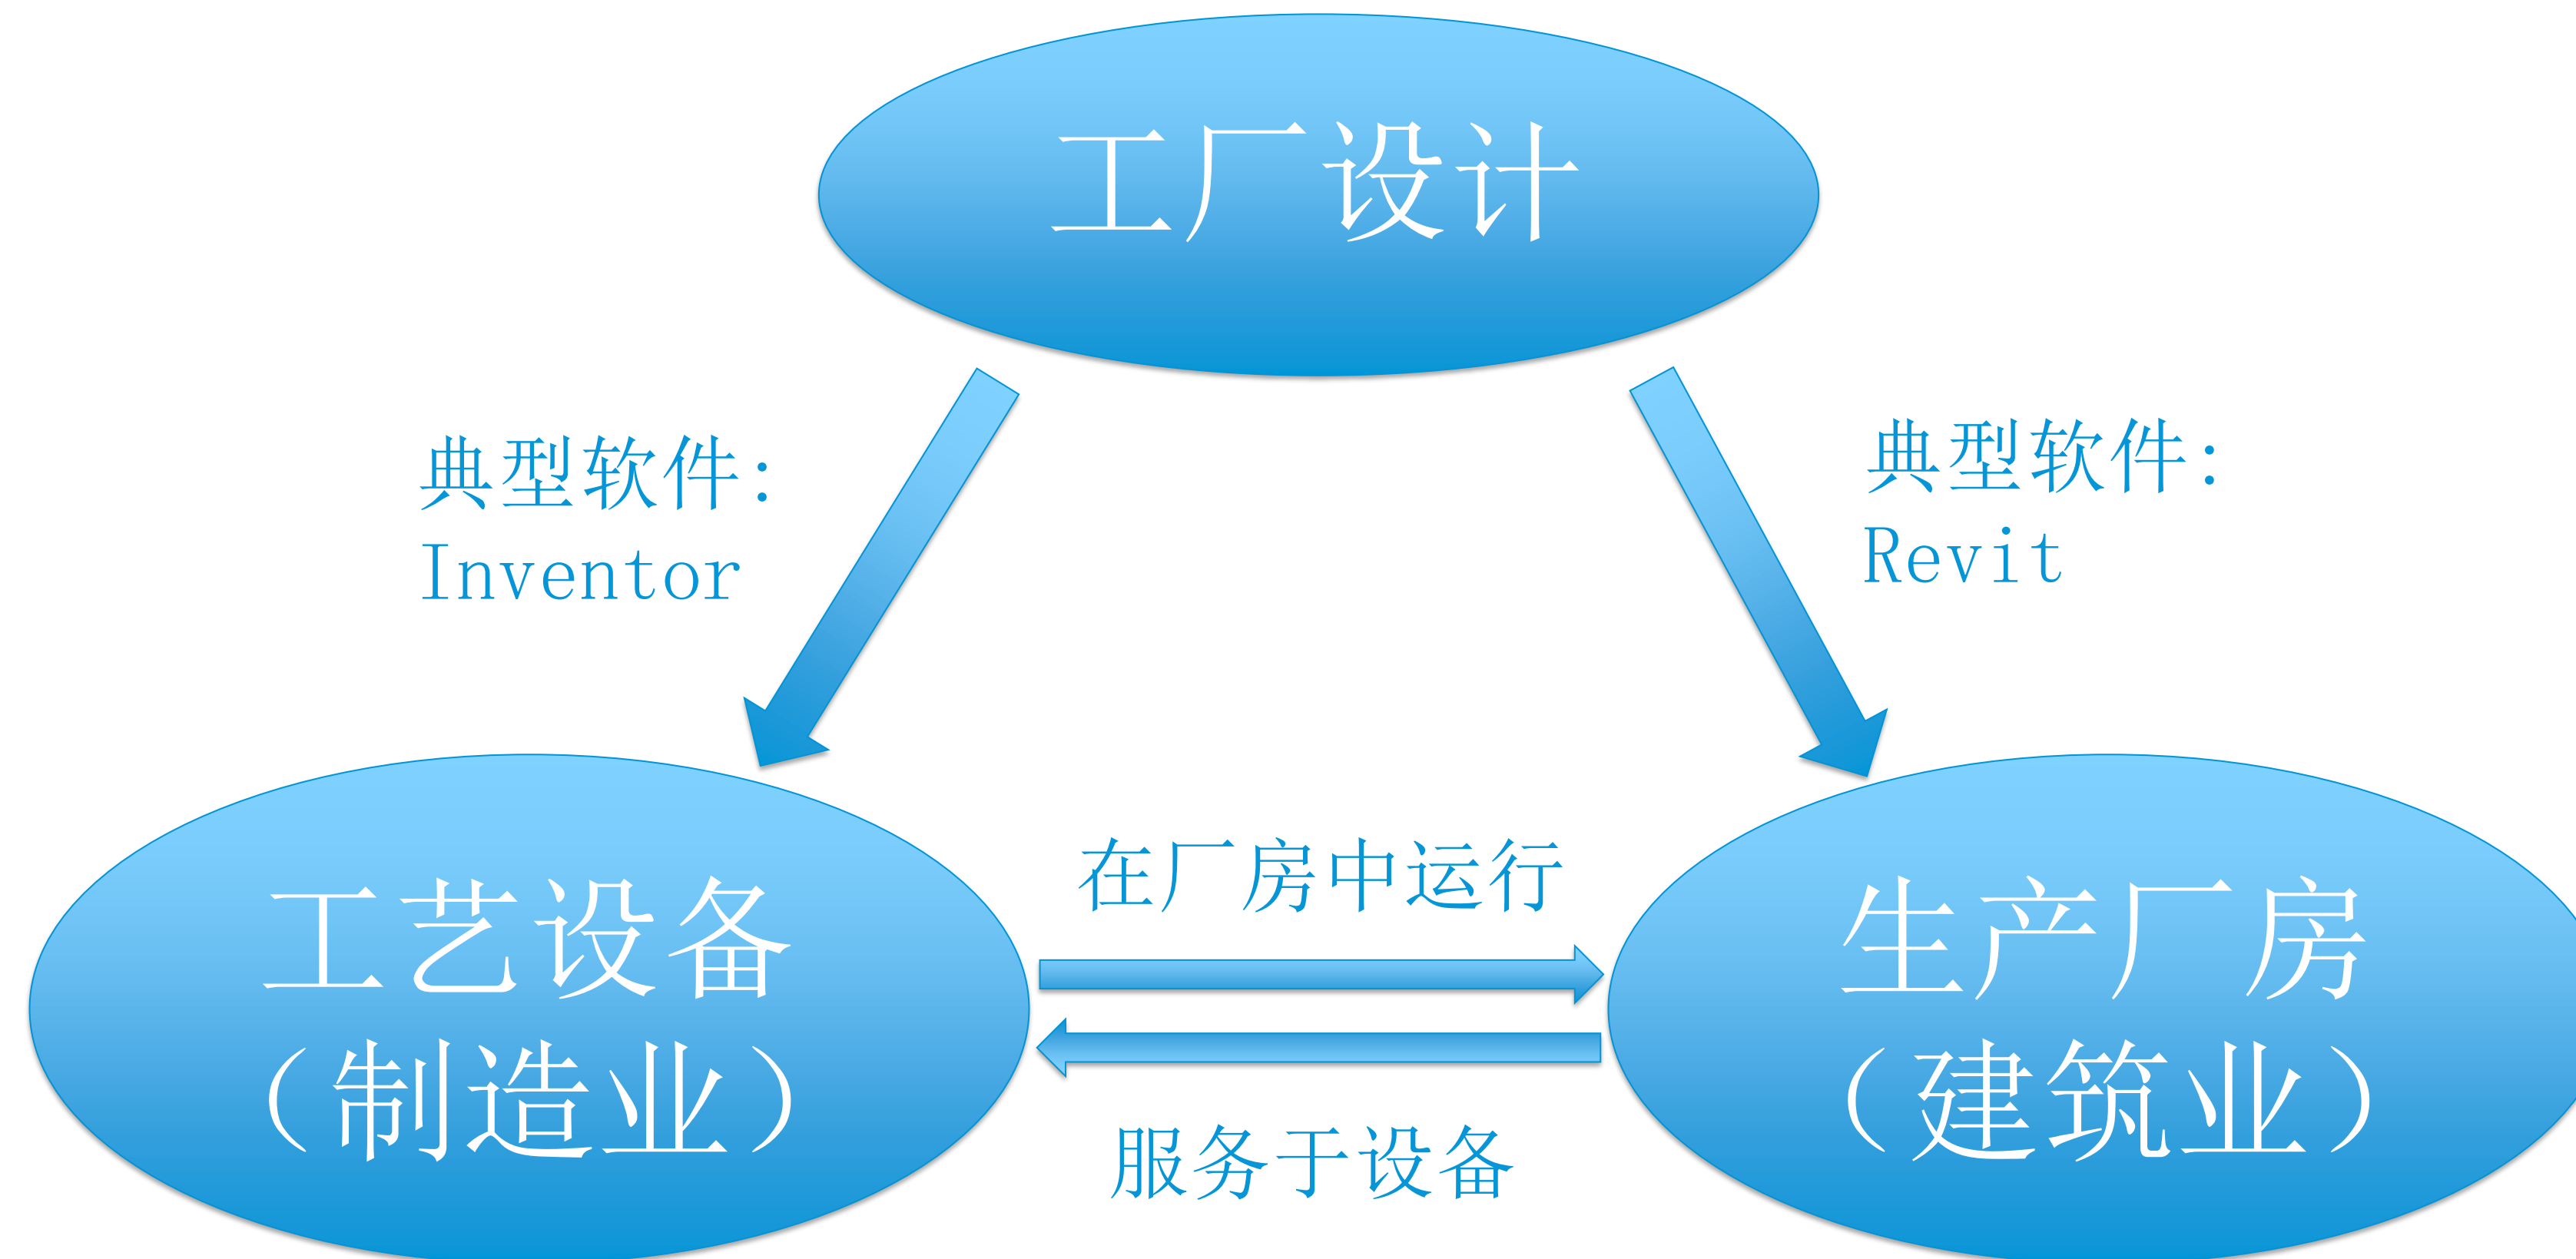 工厂设计
典型软件：
Inventor
典型软件：
Revit
工艺设备
（制造业）
在厂房中运行
服务于设备
生产厂房
（建筑业）